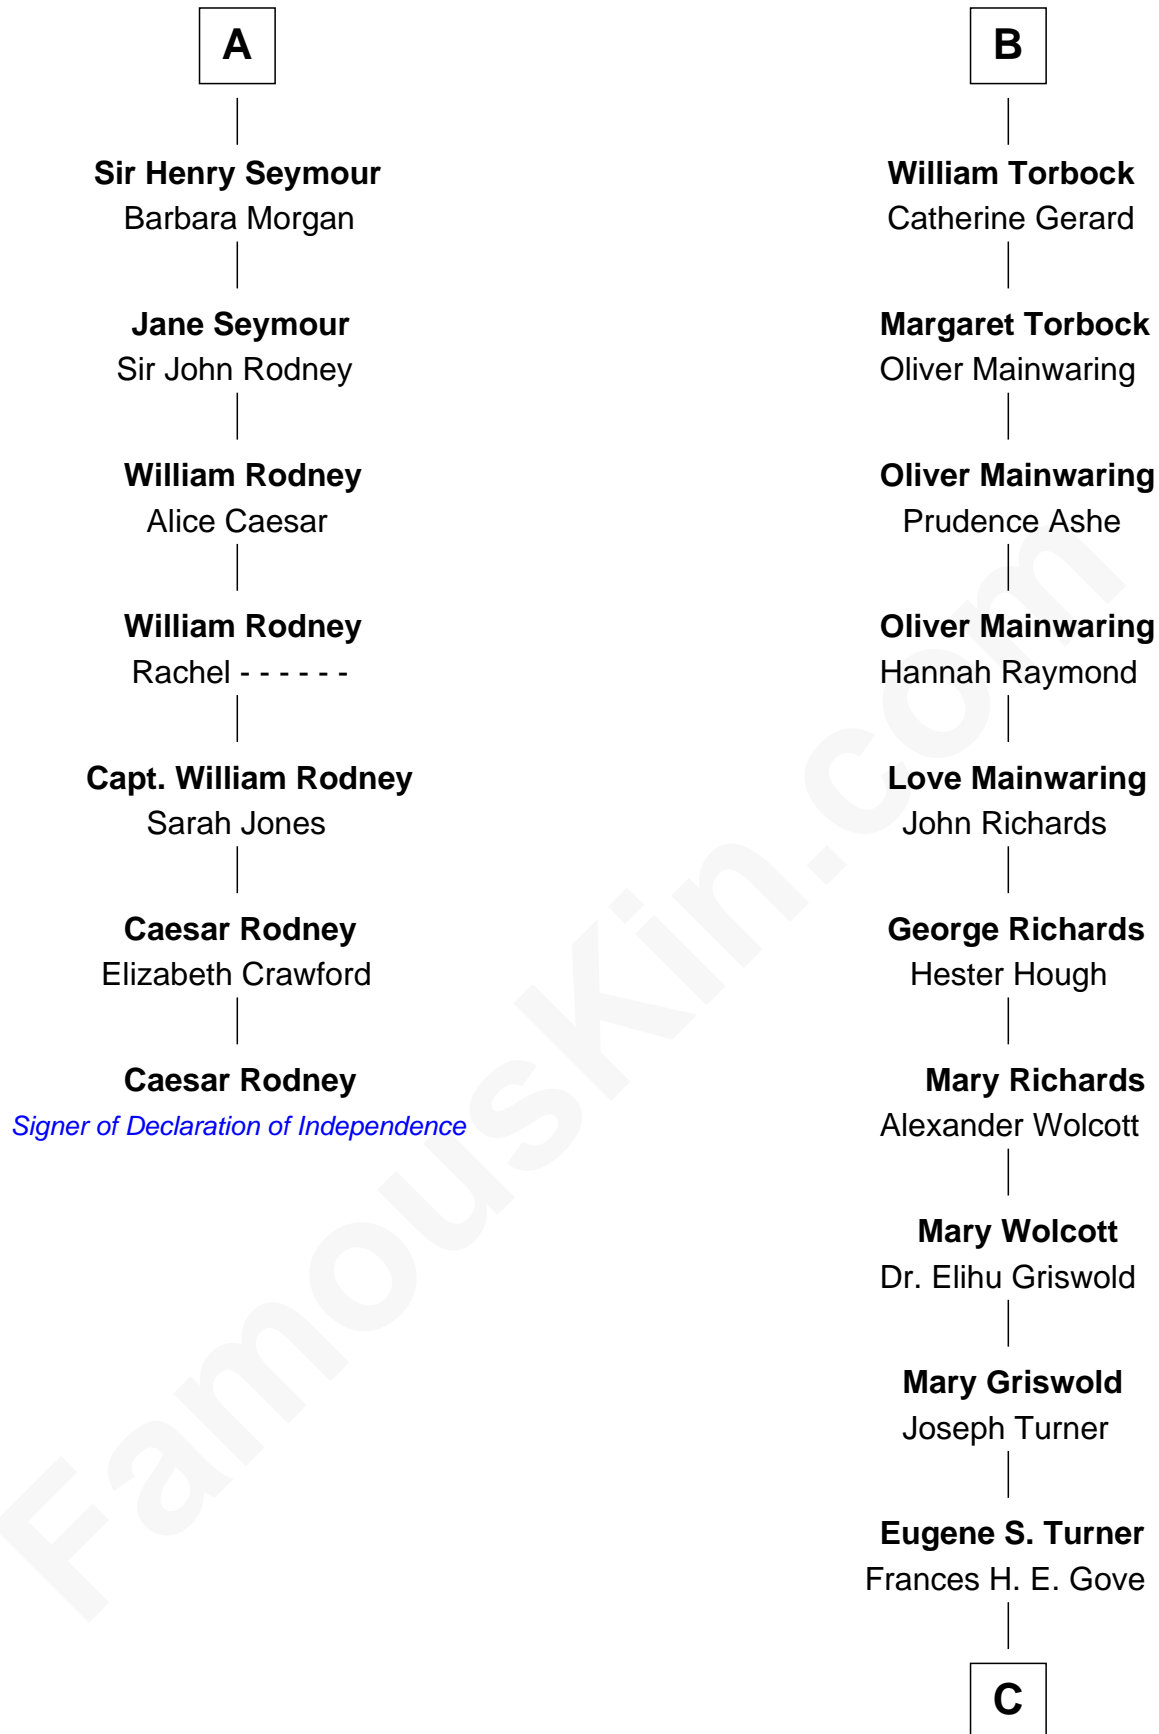 A
Sir Henry Seymour
Barbara Morgan
Jane Seymour
Sir John Rodney
William Rodney
Alice Caesar
William Rodney
Rachel - - - - - -
Capt. William Rodney
Sarah Jones
Caesar Rodney
Elizabeth Crawford
Caesar Rodney
Signer of Declaration of Independence
B
William Torbock
Catherine Gerard
Margaret Torbock
Oliver Mainwaring
Oliver Mainwaring
Prudence Ashe
Oliver Mainwaring
Hannah Raymond
Love Mainwaring
John Richards
George Richards
Hester Hough
Mary Richards
Alexander Wolcott
Mary Wolcott
Dr. Elihu Griswold
Mary Griswold
Joseph Turner
Eugene S. Turner
Frances H. E. Gove
C
FamousKin.com